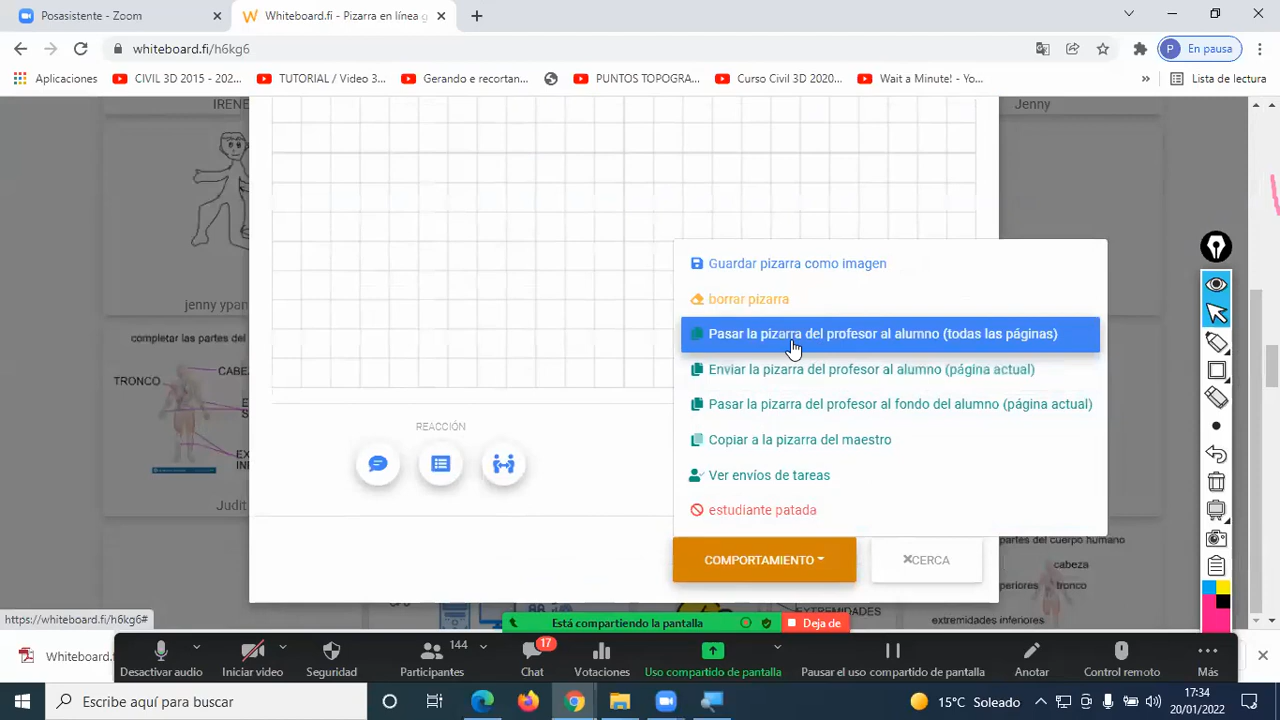 Posasistente - Zoom
Whiteboard.fi - Pizarra en línea g
whiteboard.fi/h6kg6
P
En pausa
Aplicaciones
CIVIL 3D 2015 - 202...
TUTORIAL / Video 3...
Gerando e recortan...
PUNTOS TOPOGRA...
Curso Civil 3D 2020...
Wait a Minute! - Yo...
»
Lista de lectura
IRENE
Jenny
jenny ypan
completar las siguientes parte
TRONCO
CABE
E
S
EX
INE
Judit
Guardar pizarra como imagen
borrar pizarra
Pasar la pizarra del profesor al alumno (todas las páginas)
Enviar la pizarra del profesor al alumno (página actual)
Pasar la pizarra del profesor al fondo del alumno (página actual)
Copiar a la pizarra del maestro
Ver envíos de tareas
estudiante patada
REACCIÓN
COMPORTAMIENTO
CERCA
partes del cuerpo humano
cabeza
periores
tronco
EXTREMIDADES
extremidades inferiores
https://whiteboard.fi/h6kg6#
Está compartiendo la pantalla
Deja de
Whiteboard.f
Desactivar audio
Iniciar video
Seguridad
144
Participantes
17
Chat
Votaciones
Uso compartido de pantalla
Pausar el uso compartido de pantalla
Anotar
Control remoto
Más
Escribe aquí para buscar
15°C Soleado
17:34
20/01/2022